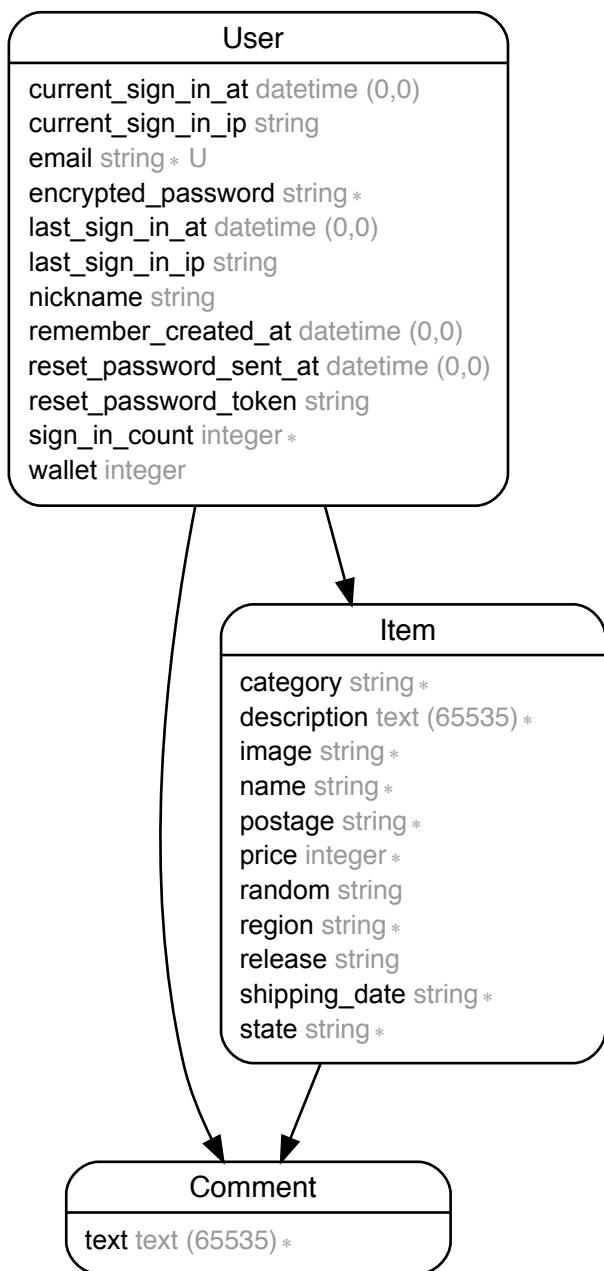 User
current_sign_in_at datetime (0,0)
current_sign_in_ip string
email string * U
encrypted_password string *
last_sign_in_at datetime (0,0)
last_sign_in_ip string
nickname string
remember_created_at datetime (0,0)
reset_password_sent_at datetime (0,0)
reset_password_token string
sign_in_count integer *
wallet integer
Item
category string *
description text (65535) *
image string *
name string *
postage string *
price integer *
random string
region string *
release string
shipping_date string *
state string *
Comment
text text (65535) *